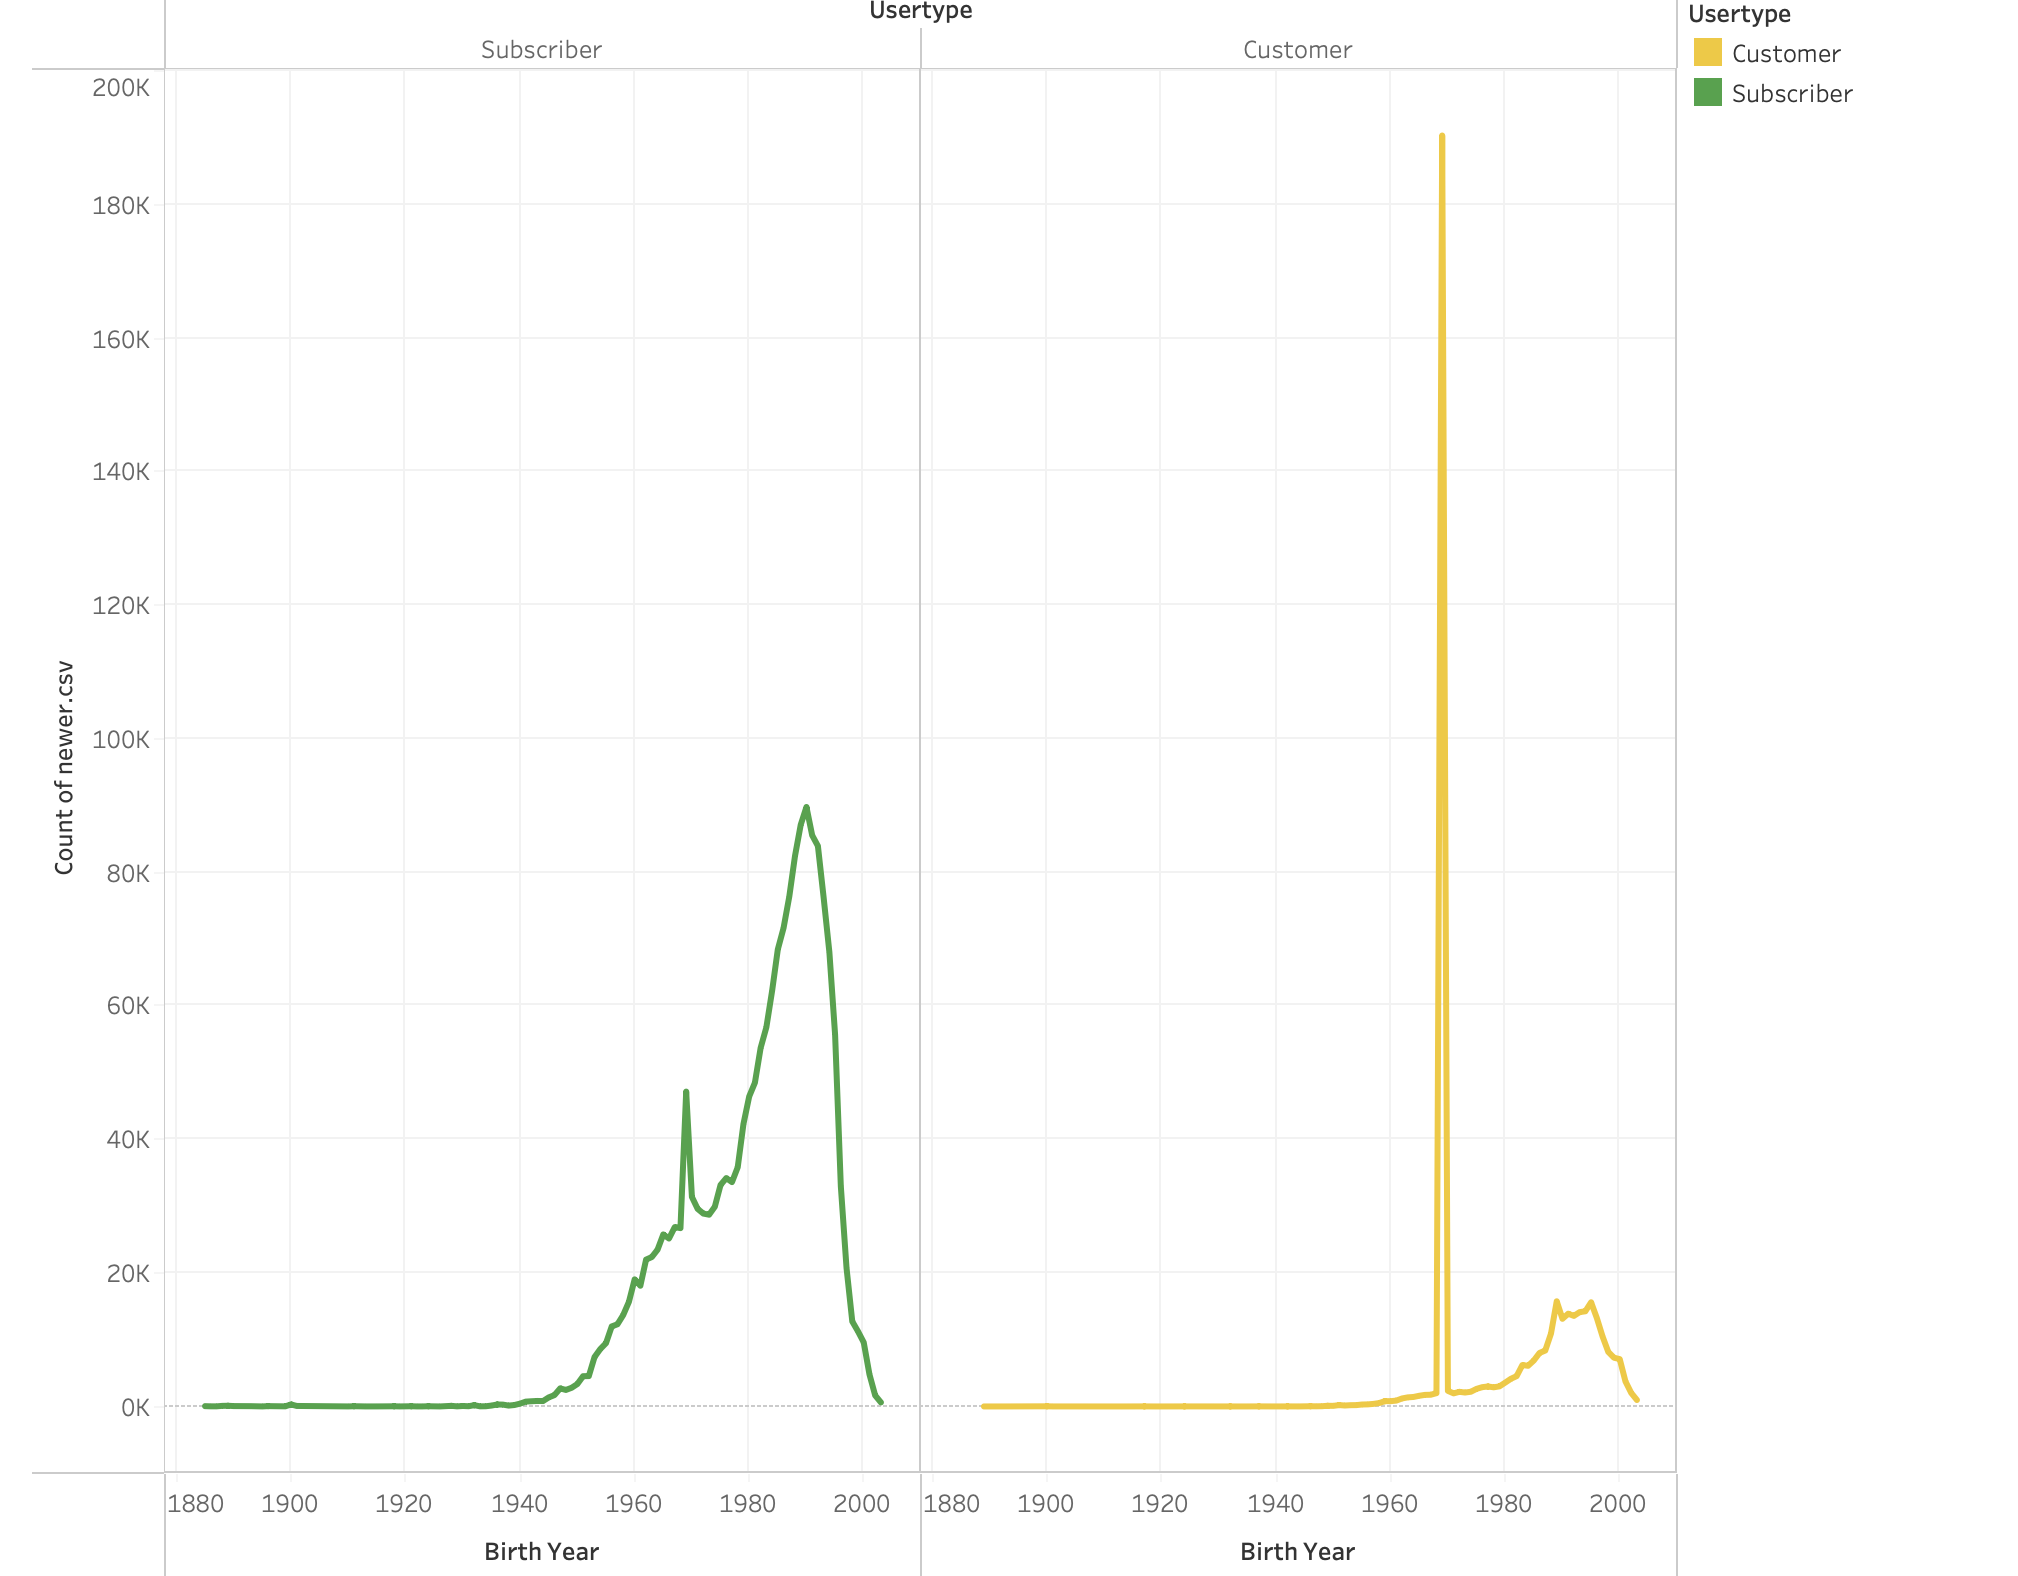 Usertype
Subscriber Customer
Usertype
Customer
Subscriber
200K
180K
160K
140K
120K
100K
80K
60K
40K
20K
0K
Count of newer.csv
1880 1900 1920 1940 1960 1980 2000 1880 1900 1920 1940 1960 1980 2000
Birth Year Birth Year